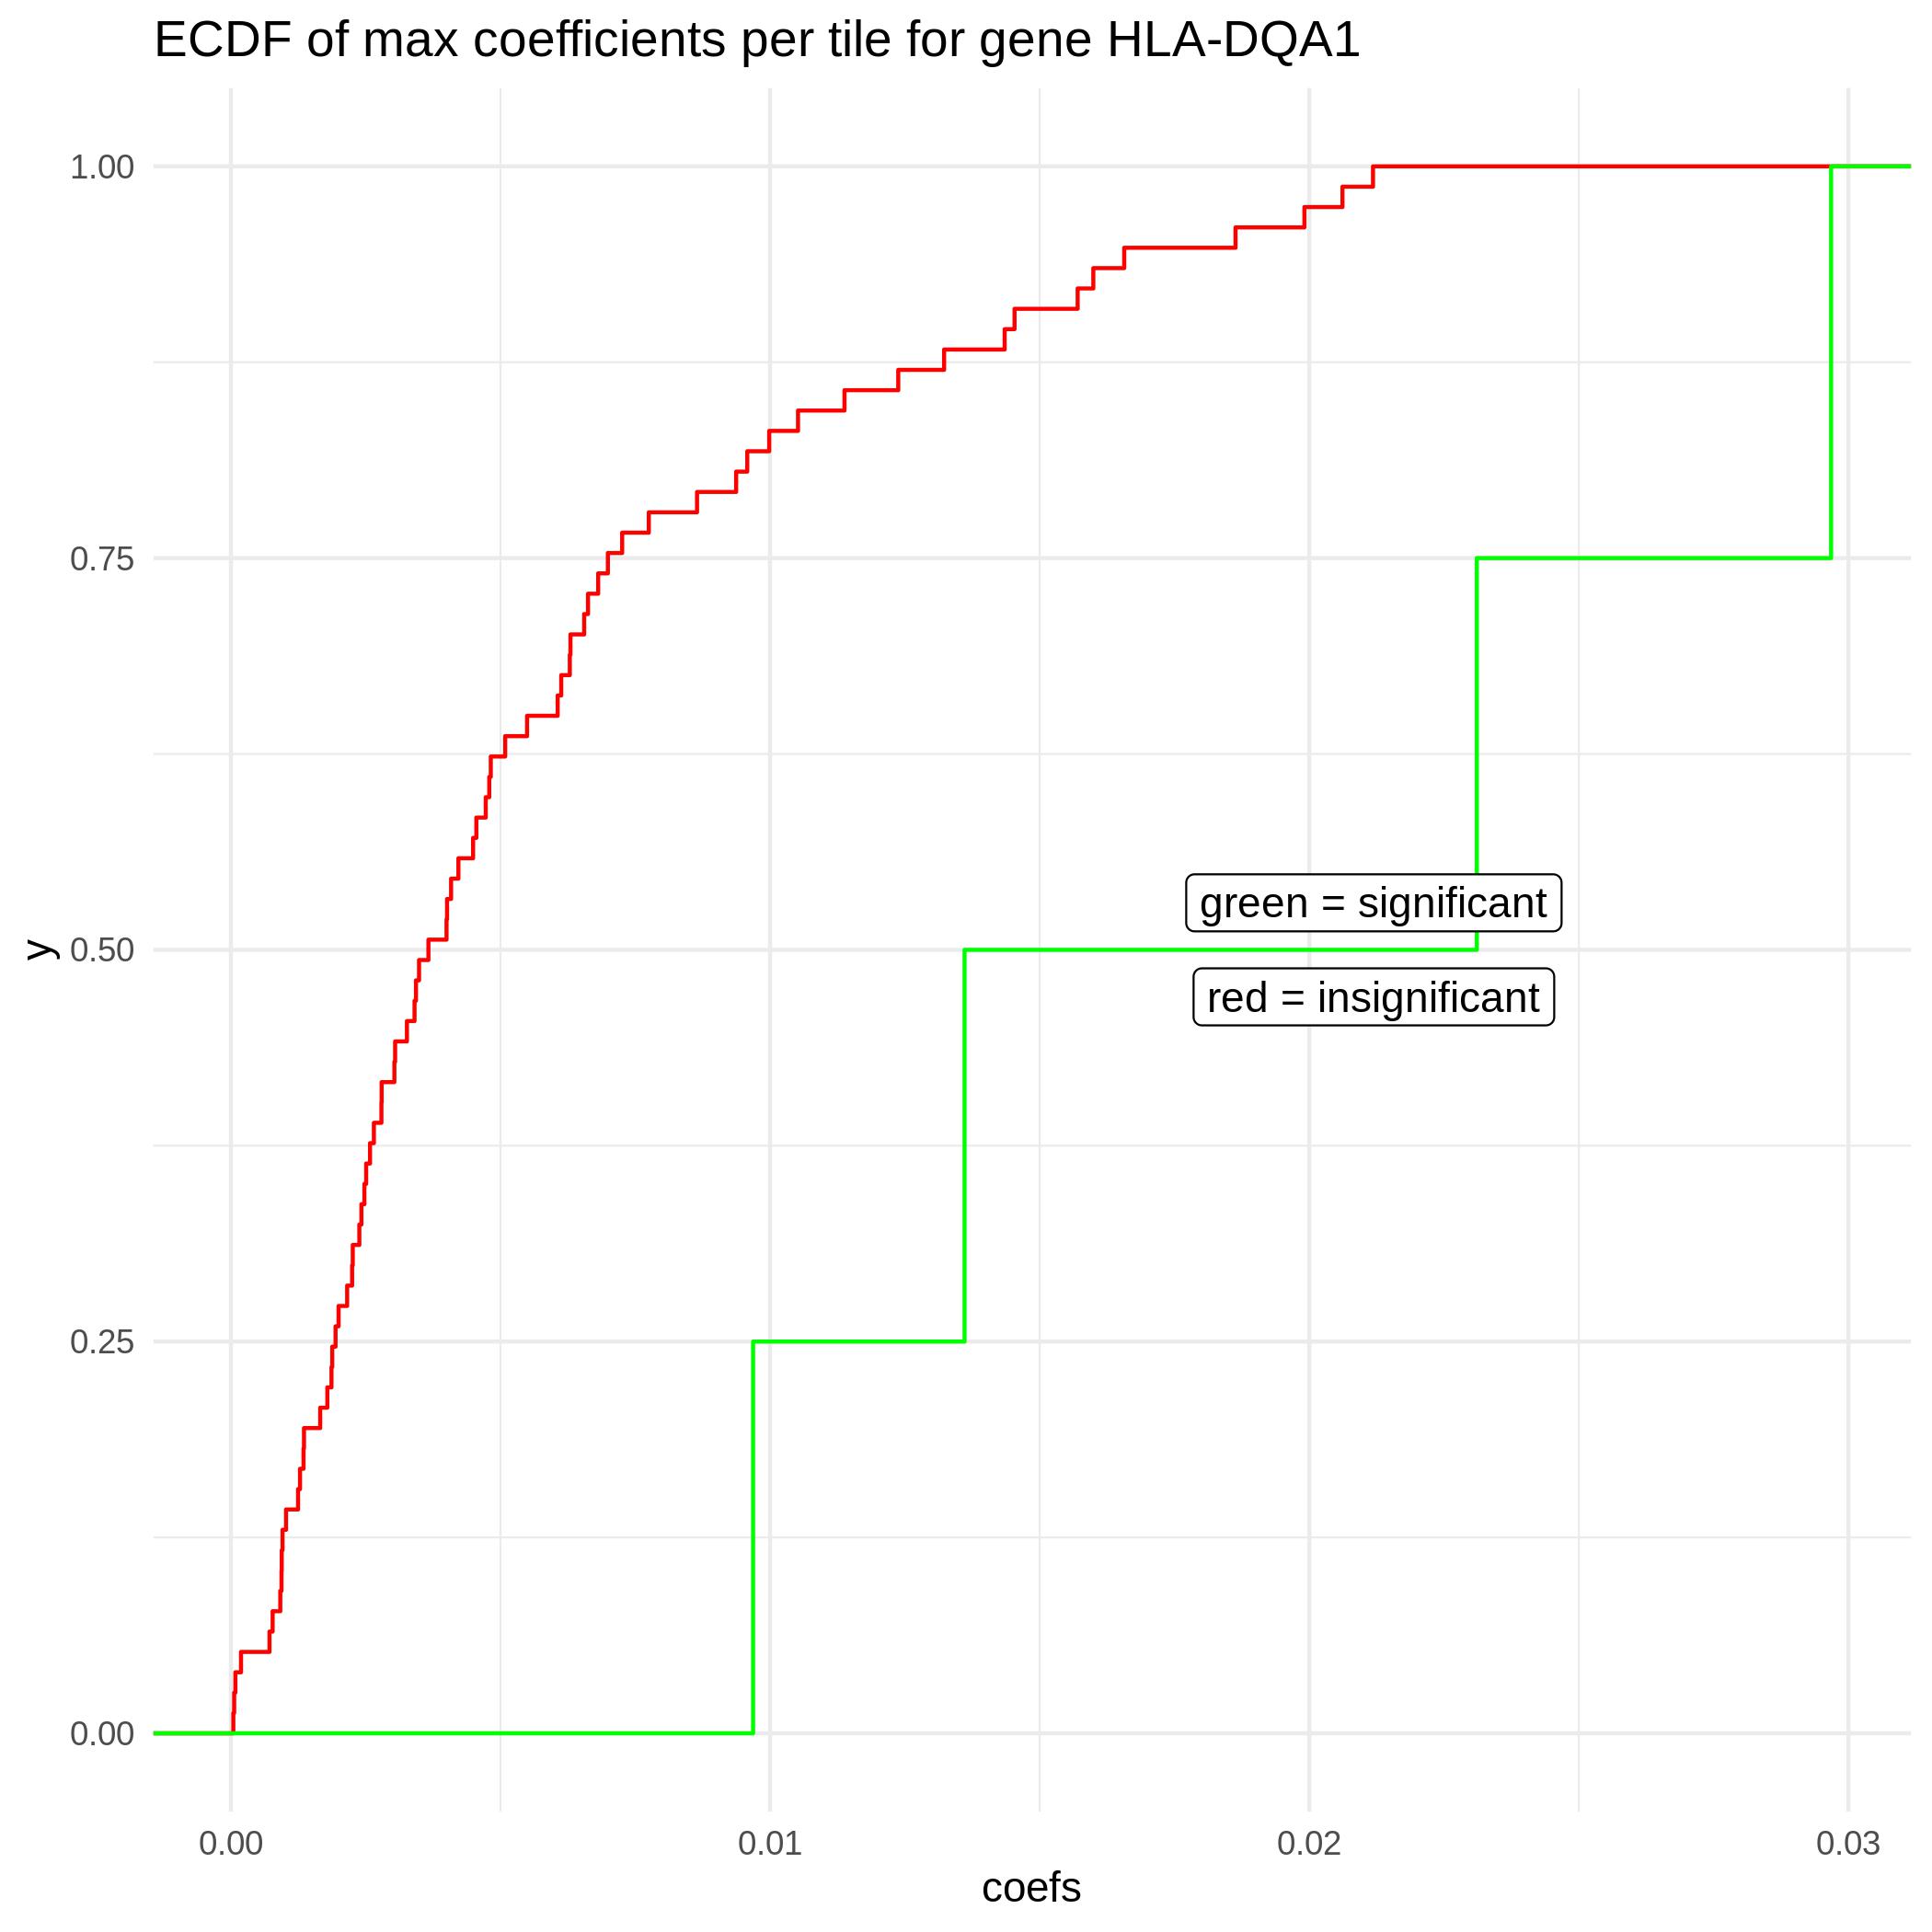 ECDF of max coefficients per tile for gene HLA-DQA1
1.00
0.75
green = significant
y
0.50
red = insignificant
0.25
0.00
0.00 0.01 0.02 0.03
coefs